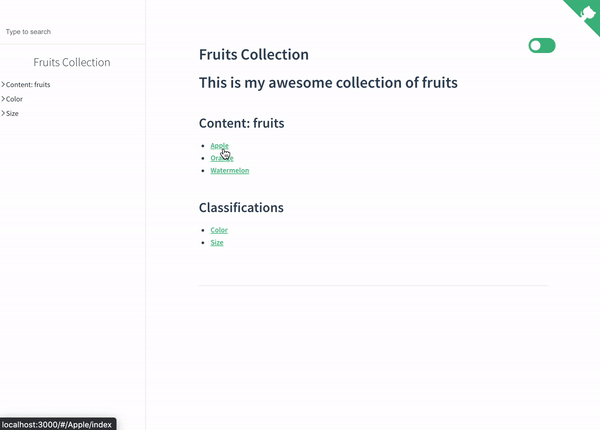 Type to search
Fruits Collection
Content: fruits
Color
Size
Fruits Collection
This is my awesome collection of fruits
Content: fruits
Apple
Orange
Watermelon
Classifications
Color
Size
localhost:3000/#/Apple/index